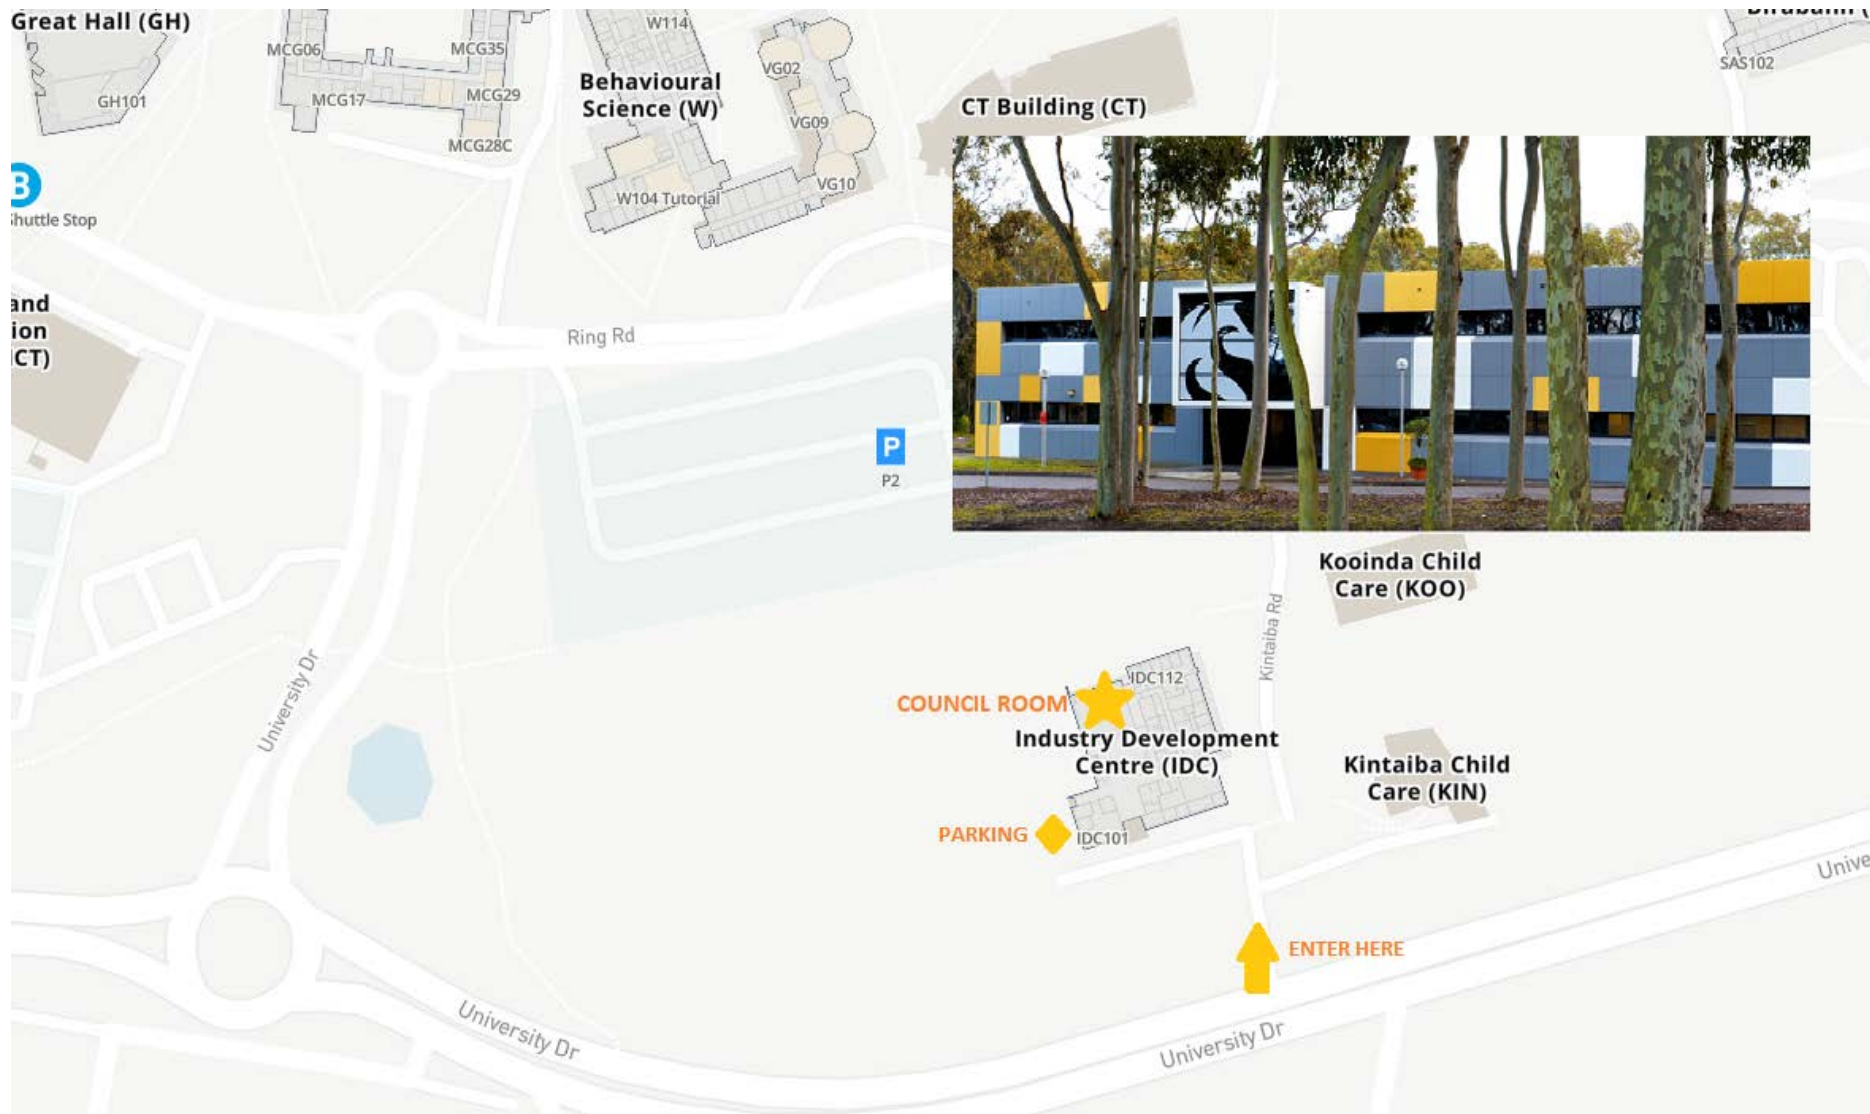 Great Hall (GH)
GH101
MCG06
MCG35
MCG17
MCG29
MCG28C
W114
Behavioural
Science (W)
W104 Tutorial
VG02
VG09
VG10
CT Building (CT)
SAS102
B
Shuttle Stop
and
ion
CT)
Ring Rd
P
P2
Kooinda Child
Care (KOO)
Kintaiba Rd
University Dr
COUNCIL ROOM
IDC112
Industry Development
Centre (IDC)
Kintaiba Child
Care (KIN)
PARKING
IDC101
ENTER HERE
Unive
University Dr
University Dr